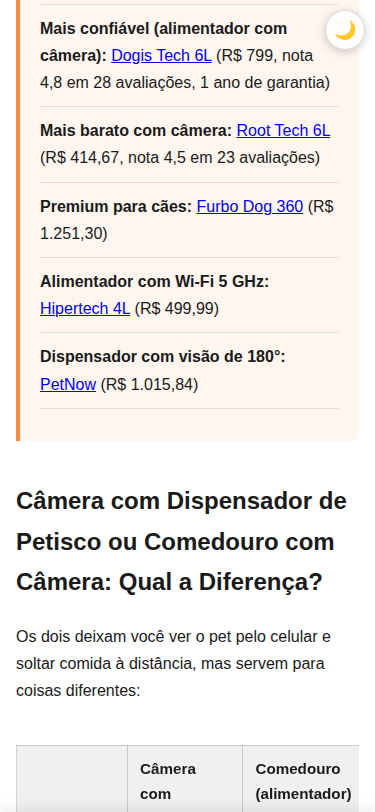 Mais confiável (alimentador com
câmera): Dogis Tech 6L (R$ 799, nota
4,8 em 28 avaliações, 1 ano de garantia)
Mais barato com câmera: Root Tech 6L
(R$ 414,67, nota 4,5 em 23 avaliações)
Premium para cães: Furbo Dog 360 (R$
1.251,30)
Alimentador com Wi-Fi 5 GHz:
Hipertech 4L (R$ 499,99)
Dispensador com visão de 180°:
PetNow (R$ 1.015,84)
Câmera com Dispensador de
Petisco ou Comedouro com
Câmera: Qual a Diferença?
Os dois deixam você ver o pet pelo celular e
soltar comida à distância, mas servem para
coisas diferentes:
Câmera
com
Comedouro
(alimentador)